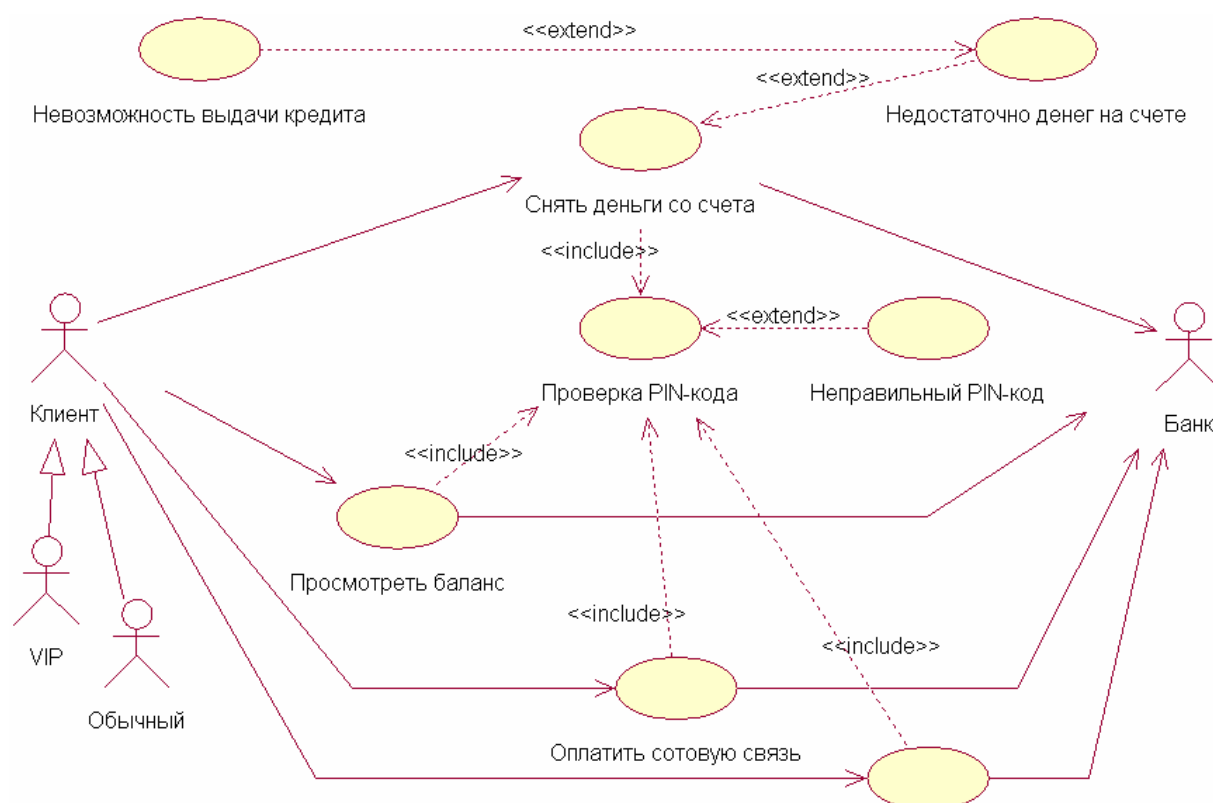 <<extend>>
<<extend>>
Невозможность выдачи кредита
Недостаточно денег на счете
Снять деньги со счета
<<include>>
<<extend>>
Проверка PIN-кода
Неправильный PIN-код
Клиент
Банк
<<include>>
Просмотреть баланс
<<include>>
<<include>>
VIP
Обычный
Оплатить сотовую связь